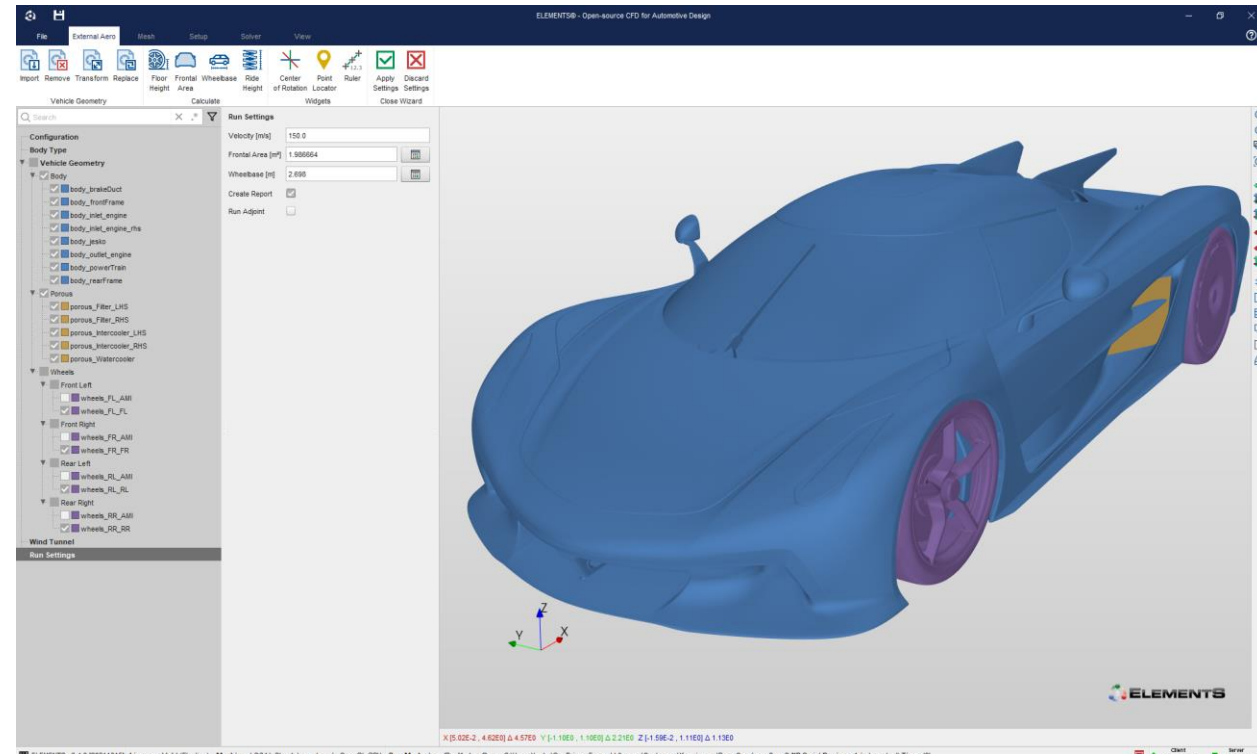 ELEMENTS® - Open-source CFD for Automotive Design
File External Aero Mesh Setup Solver View
Import Remove Transform Replace Floor Height Frontal Area Wheelbase Ride Height Center of Rotation Point Locator Ruler Apply Settings Discard Settings
Vehicle Geometry Calculate Widgets Close Wizard
Search
Configuration
Body Type
Vehicle Geometry
Body
body_brakeDuct
body_frontFrame
body_inlet_engine
body_inlet_engine_rhs
body_jesko
body_outlet_engine
body_powerTrain
body_rearFrame
Porous
porous_Filter_LHS
porous_Filter_RHS
porous_Intercooler_LHS
porous_Intercooler_RHS
porous_Watercooler
Wheels
Front Left
wheels_FL_AMI
wheels_FL_FL
Front Right
wheels_FR_AMI
wheels_FR_FR
Rear Left
wheels_RL_AMI
wheels_RL_RL
Rear Right
wheels_RR_AMI
wheels_RR_RR
Wind Tunnel
Run Settings
Run Settings
Velocity [m/s] 150.0
Frontal Area [m²] 1.986664
Wheelbase [m] 2.698
Create Report
Run Adjoint
Z
Y
X
ELEMENTS
X [5.02E-2 , 4.62E0] Δ 4.57E0 Y [-1.10E0 , 1.10E0] Δ 2.21E0 Z [-1.59E-2 , 1.11E0] Δ 1.13E0
Client
Server